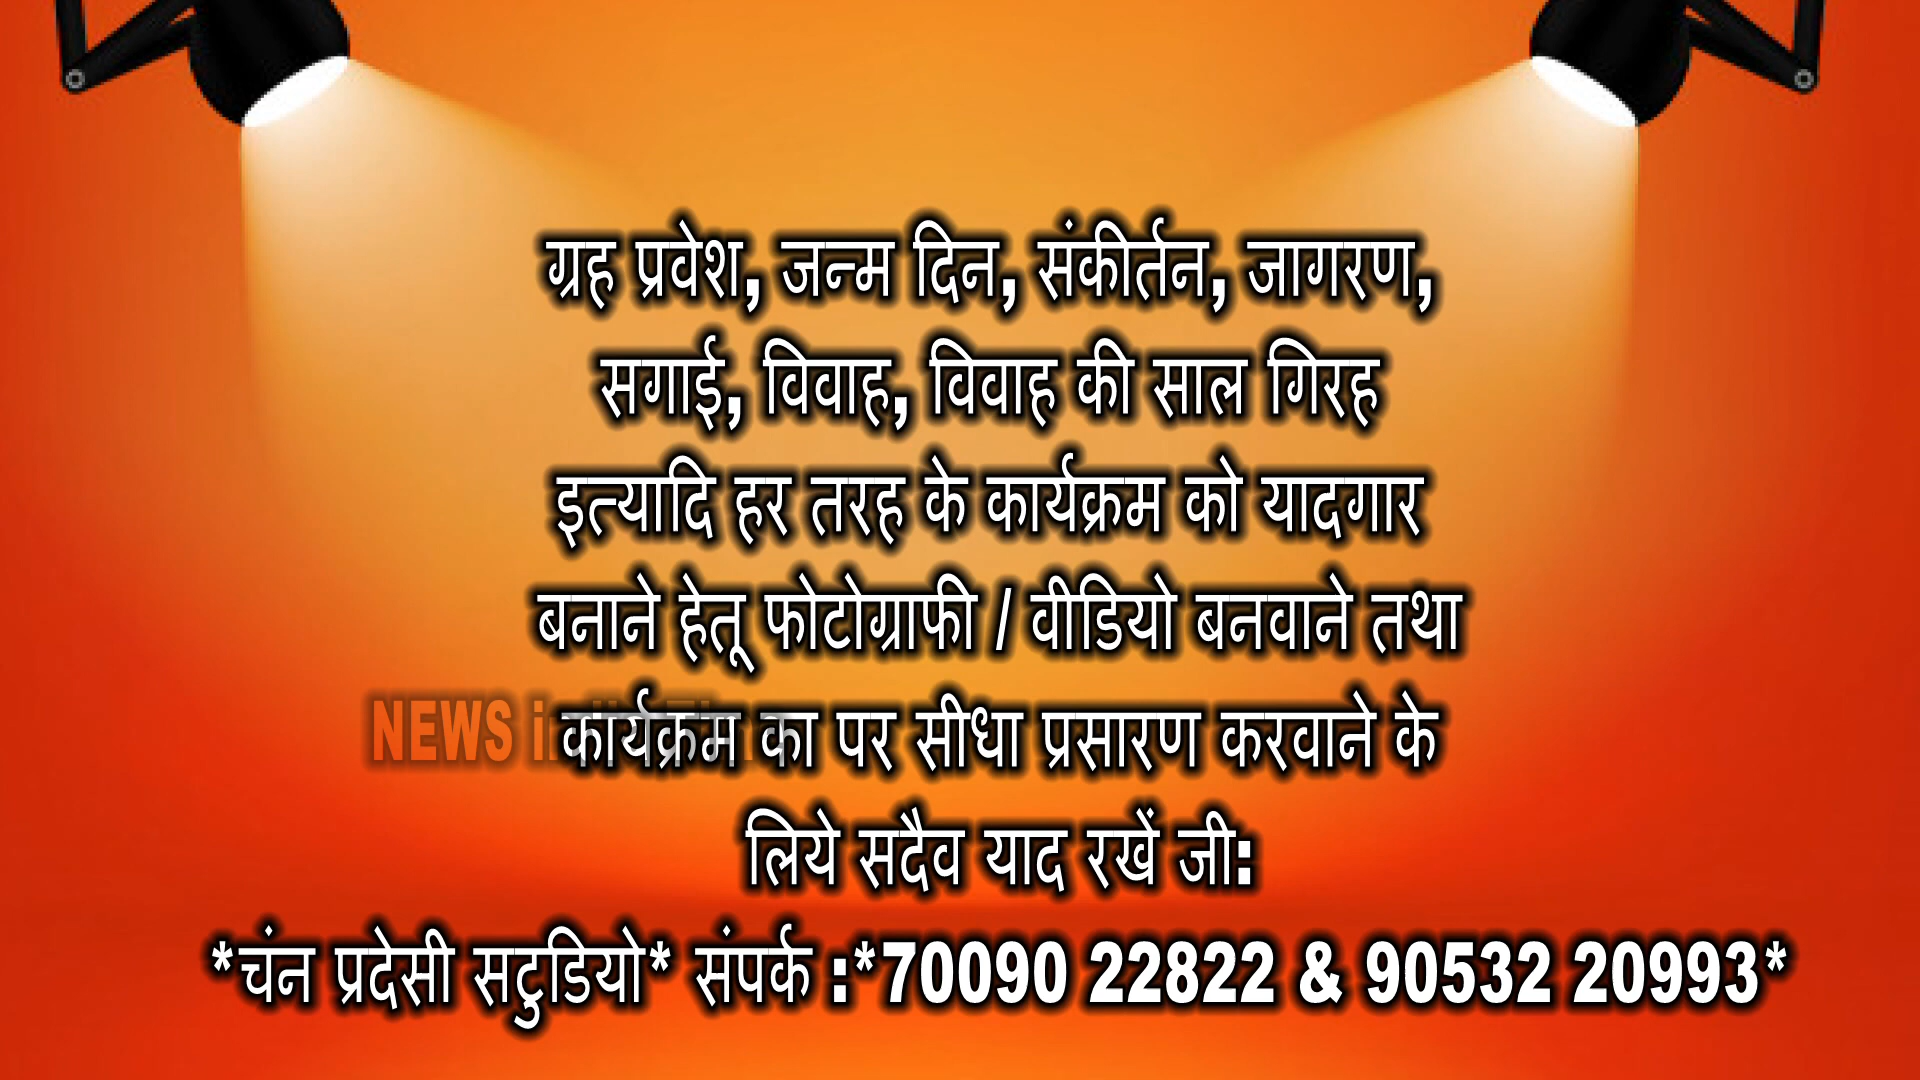 ग्रह प्रवेश, जन्म दिन, संकीर्तन, जागरण,
सगाई, विवाह, विवाह की साल गिरह
इत्यादि हर तरह के कार्यक्रम को यादगार
बनाने हेतू फोटोग्राफी / वीडियो बनवाने तथा
NEWS
कार्यक्रम का पर सीधा प्रसारण करवाने के
लिये सदैव याद रखें जी:
*चंन प्रदेसी सटुडियो* संपर्क :*70090 22822 & 90532 20993*